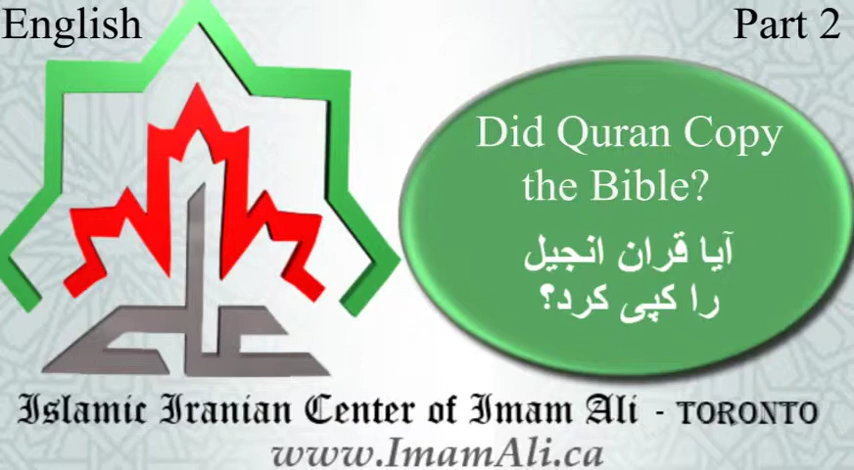 English
Part 2
Did Quran Copy
the Bible?
آیا قران انجیل
را کپی کرد؟
علی
Islamic Iranian Center of Imam Ali - TORONTO
www.ImamAli.ca